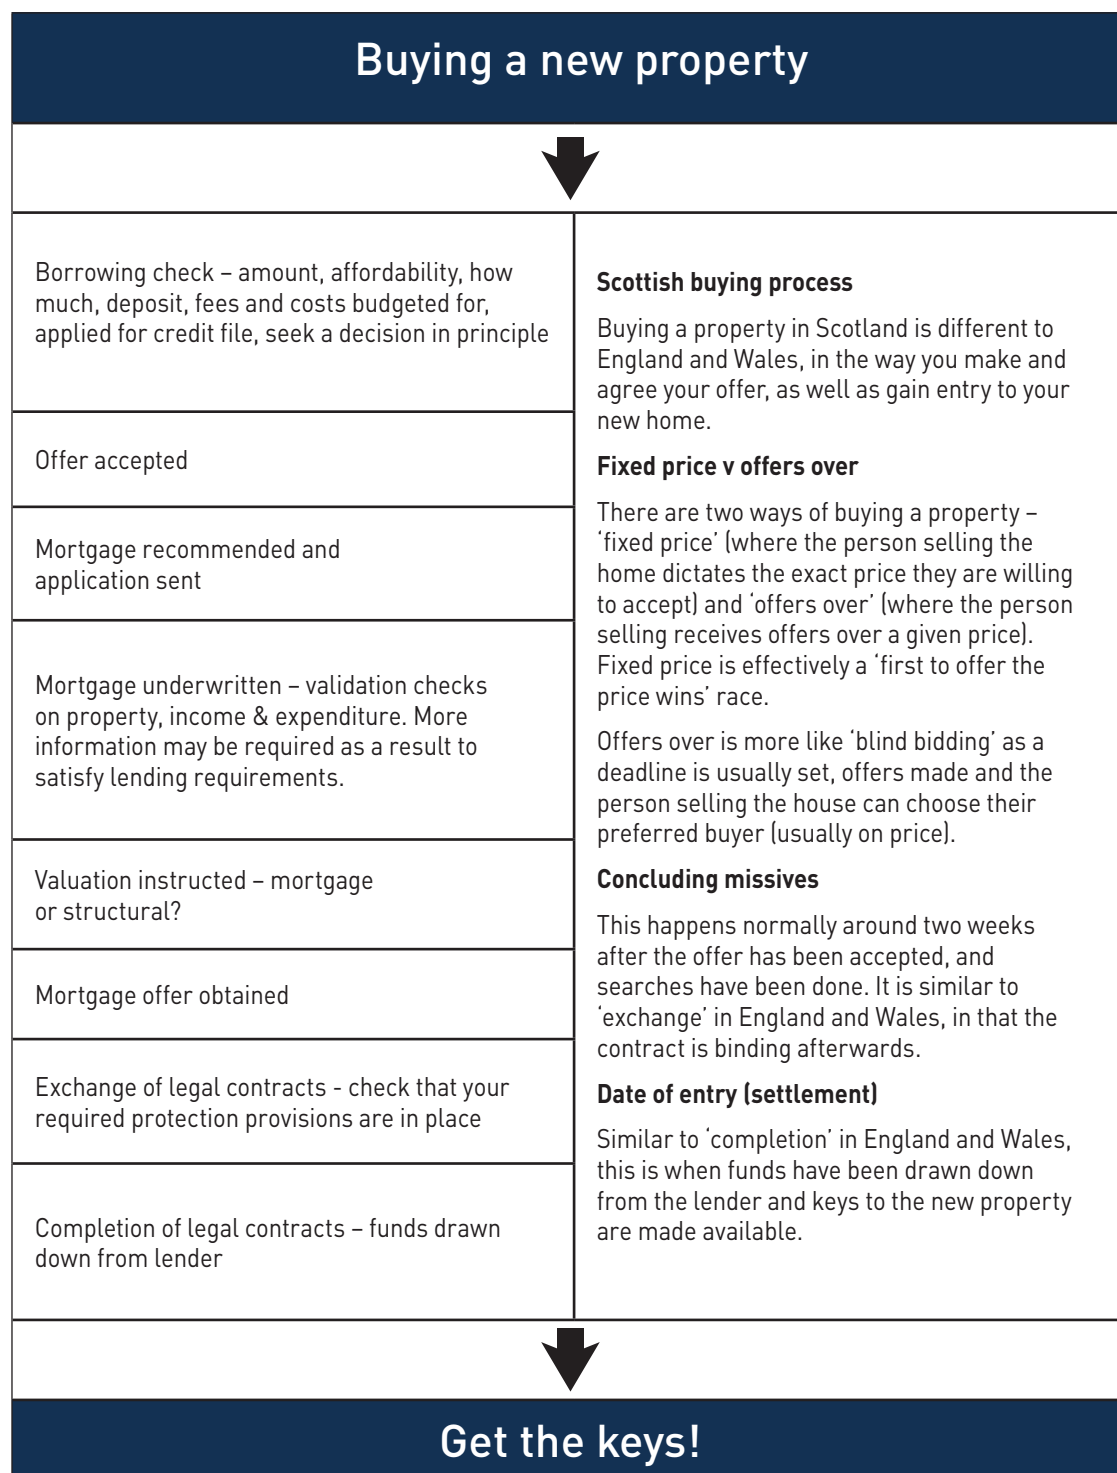 Buying a new property
Borrowing check – amount, affordability, how
much, deposit, fees and costs budgeted for,
applied for credit file, seek a decision in principle
Offer accepted
Mortgage recommended and
application sent
Mortgage underwritten – validation checks
on property, income & expenditure. More
information may be required as a result to
satisfy lending requirements.
Valuation instructed – mortgage
or structural?
Mortgage offer obtained
Exchange of legal contracts - check that your
required protection provisions are in place
Completion of legal contracts – funds drawn
down from lender
Scottish buying process
Buying a property in Scotland is different to
England and Wales, in the way you make and
agree your offer, as well as gain entry to your
new home.
Fixed price v offers over
There are two ways of buying a property –
‘fixed price’ (where the person selling the
home dictates the exact price they are willing
to accept) and ‘offers over’ (where the person
selling receives offers over a given price).
Fixed price is effectively a ‘first to offer the
price wins’ race.
Offers over is more like ‘blind bidding’ as a
deadline is usually set, offers made and the
person selling the house can choose their
preferred buyer (usually on price).
Concluding missives
This happens normally around two weeks
after the offer has been accepted, and
searches have been done. It is similar to
‘exchange’ in England and Wales, in that the
contract is binding afterwards.
Date of entry (settlement)
Similar to ‘completion’ in England and Wales,
this is when funds have been drawn down
from the lender and keys to the new property
are made available.
Get the keys!